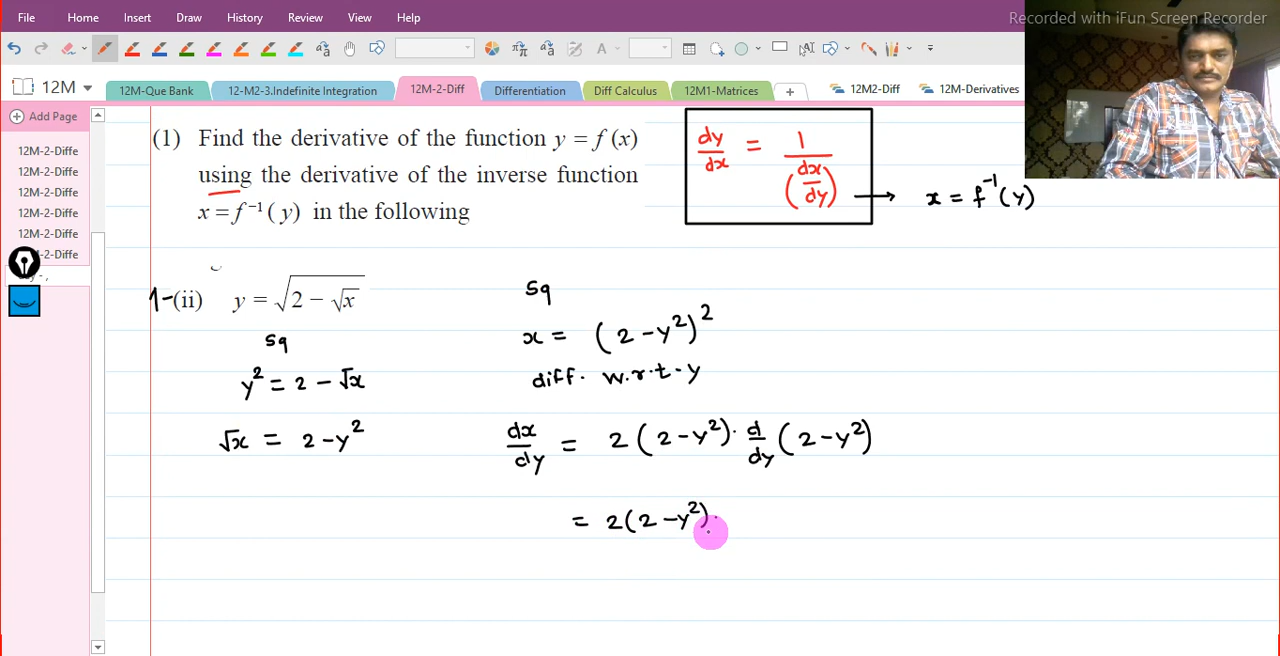 File Home Insert Draw History Review View Help
Recorded with iFun Screen Recorder
12M 12M-Que Bank 12-M2-3.Indefinite Integration 12M-2-Diff Differentiation Diff Calculus 12M1-Matrices 12M2-Diff 12M-Derivatives
Add Page
12M-2-Diffe
12M-2-Diffe
12M-2-Diffe
12M-2-Diffe
12M-2-Diffe
-2-Diffe
(1) Find the derivative of the function y = f (x)
using the derivative of the inverse function
x = f⁻¹ ( y) in the following
dy/dx = 1/(dx/dy) → x = f⁻¹(y)
1-(ii) y = √(2 − √x)
sq
y² = 2 − √x
√x = 2 − y²
sq
x = (2 − y²)²
diff. w.r.t. y
dx/dy = 2 (2 − y²) · d/dy (2 − y²)
= 2(2 − y²) ·